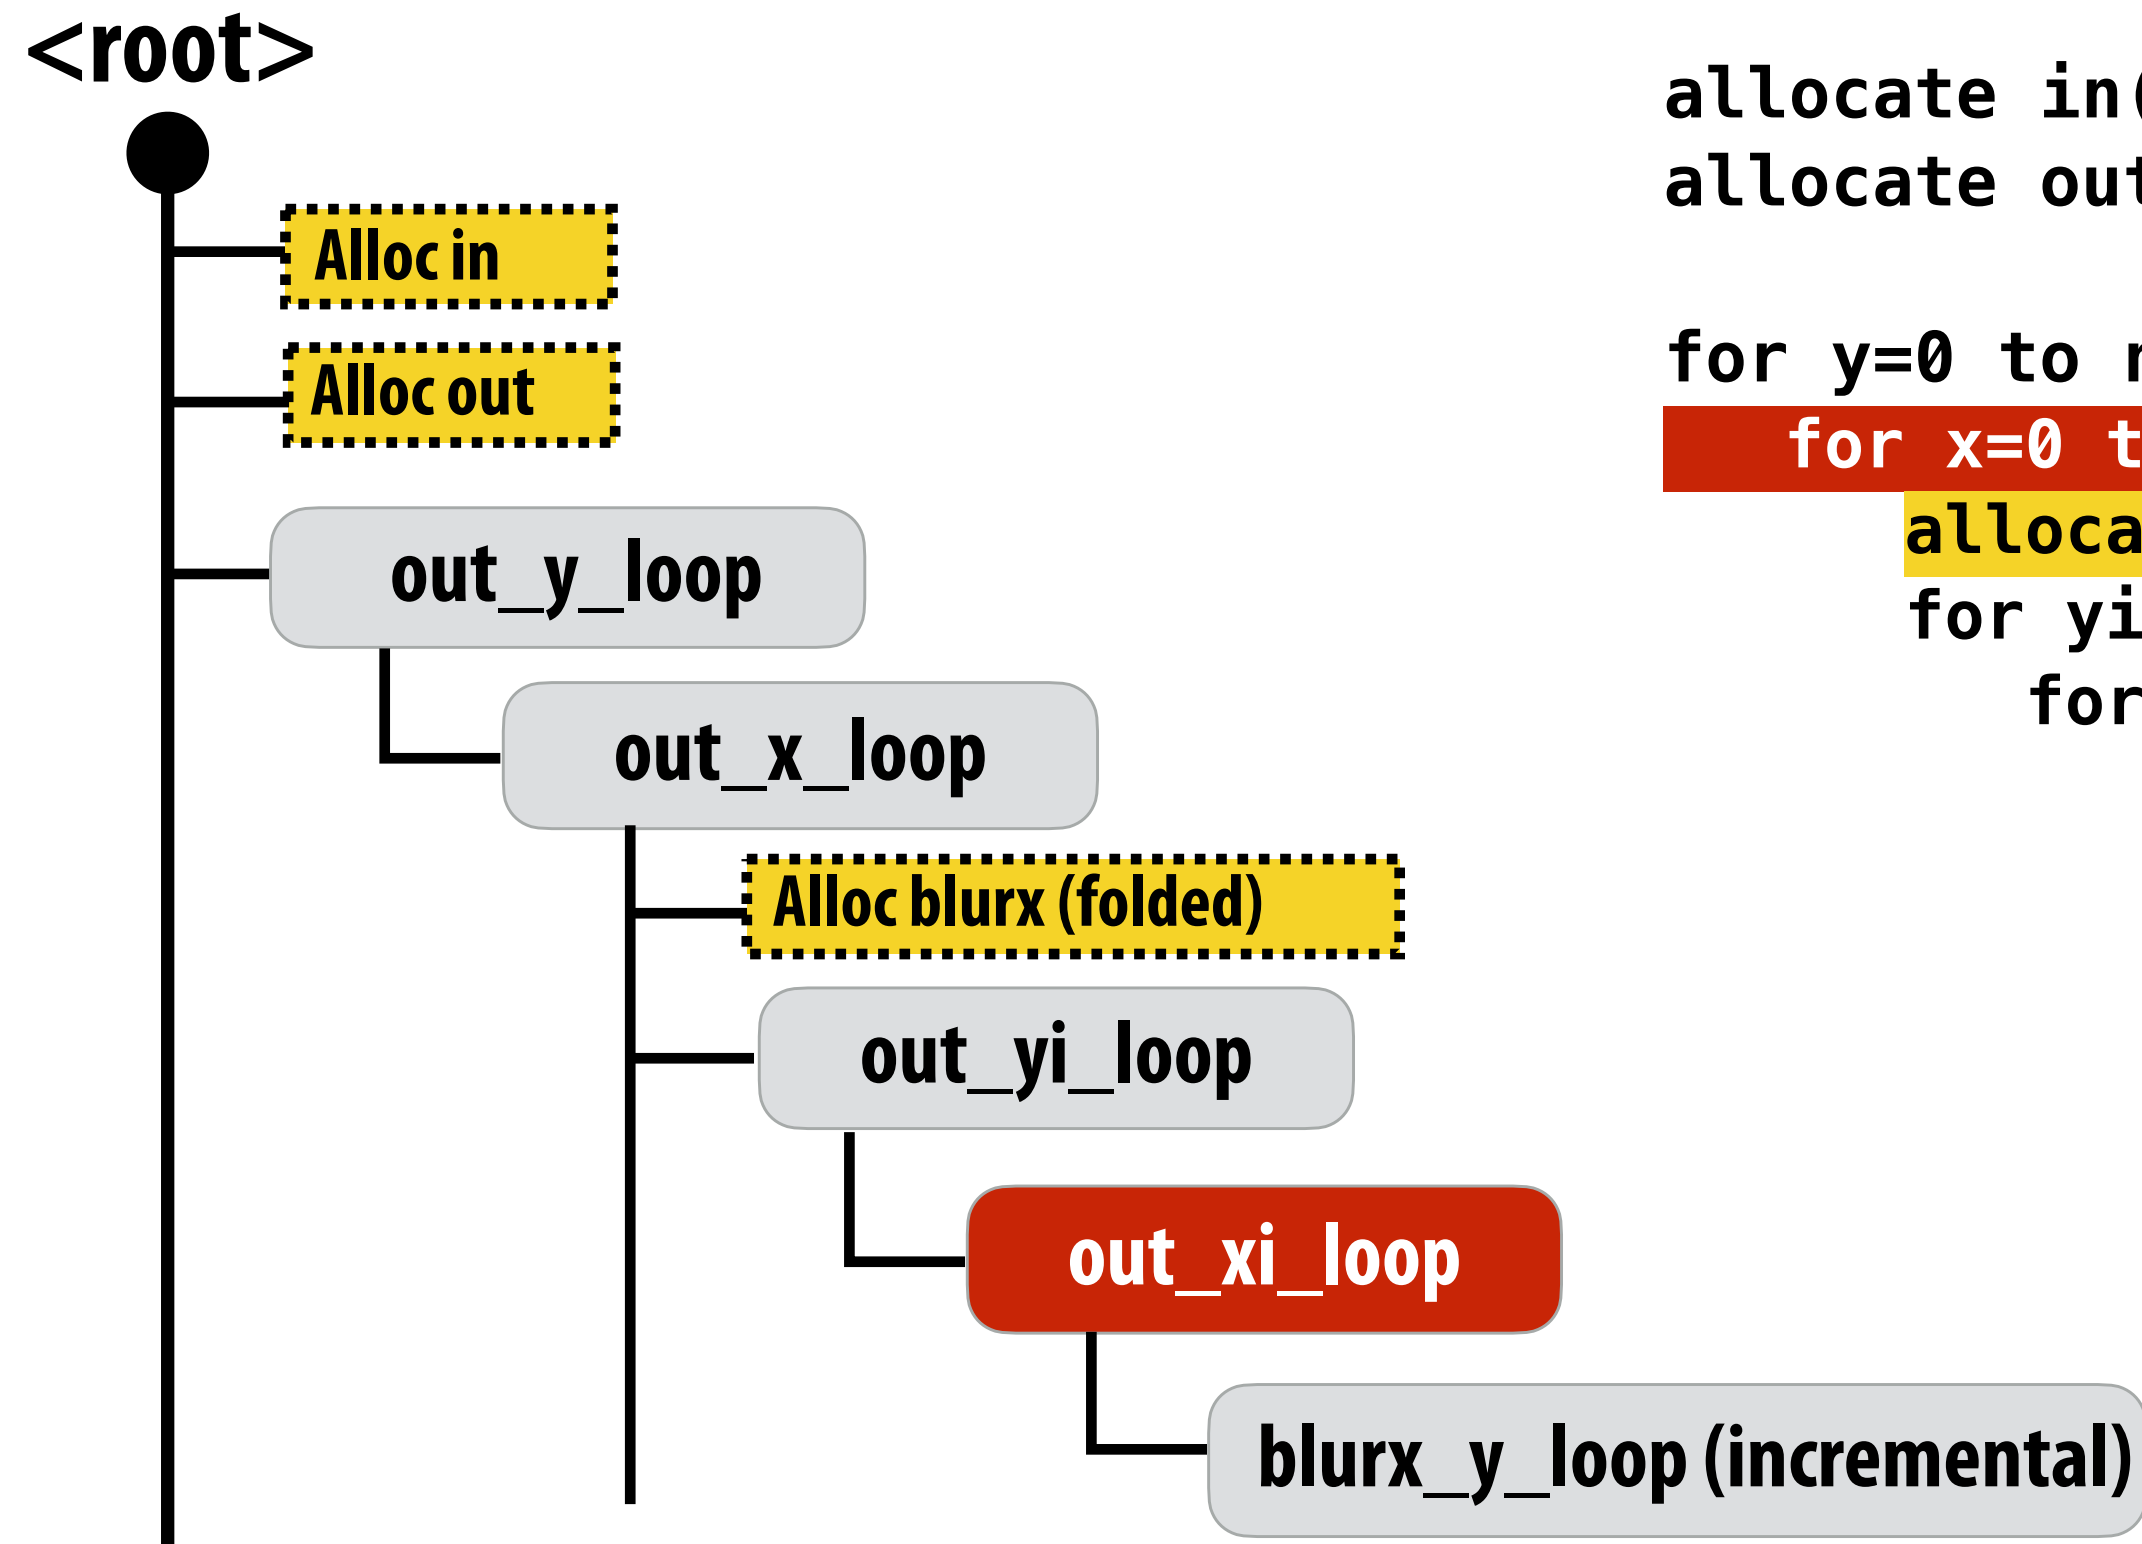 <root>
Alloc in
Alloc out
out_y_loop
out_x_loop
Alloc blurx (folded)
out_yi_loop
out_xi_loop
blurx_y_loop (incremental)
allocate in(
allocate
for y=0 to
for x=0
for yi
for